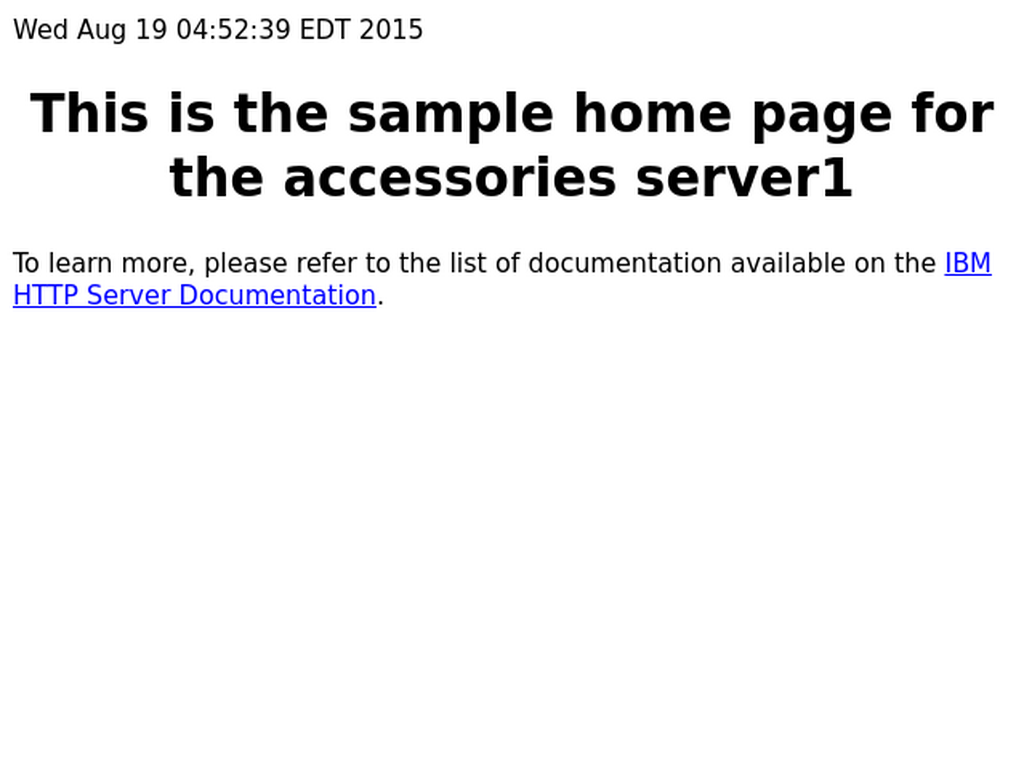 Wed Aug 19 04:52:39 EDT 2015
This is the sample home page for
the accessories server1
To learn more, please refer to the list of documentation available on the IBM
HTTP Server Documentation.